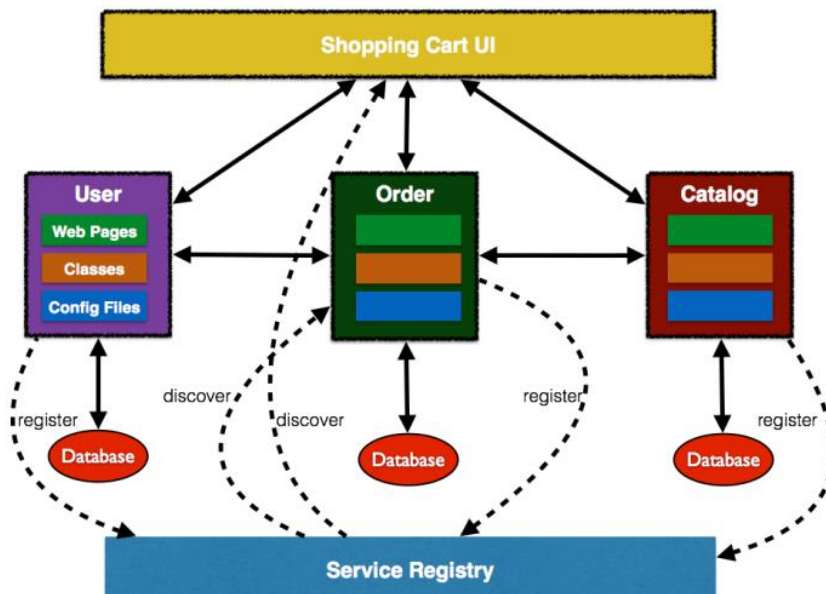 Shopping Cart UI
User
Order
Catalog
Web Pages
Classes
Config Files
discover
register
register
discover
register
Database
Database
Database
Service Registry